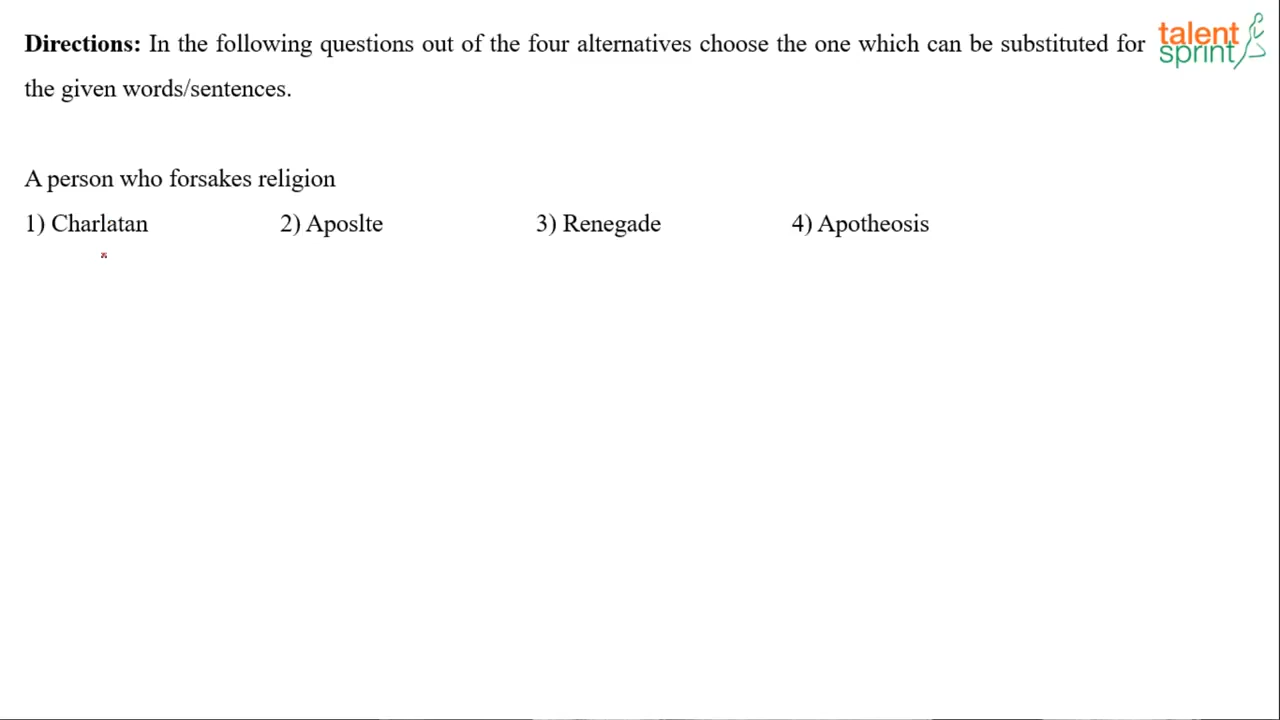 Directions: In the following questions out of the four alternatives choose the one which can be substituted for
the given words/sentences.
talent
sprint
A person who forsakes religion
1) Charlatan 2) Aposlte 3) Renegade 4) Apotheosis